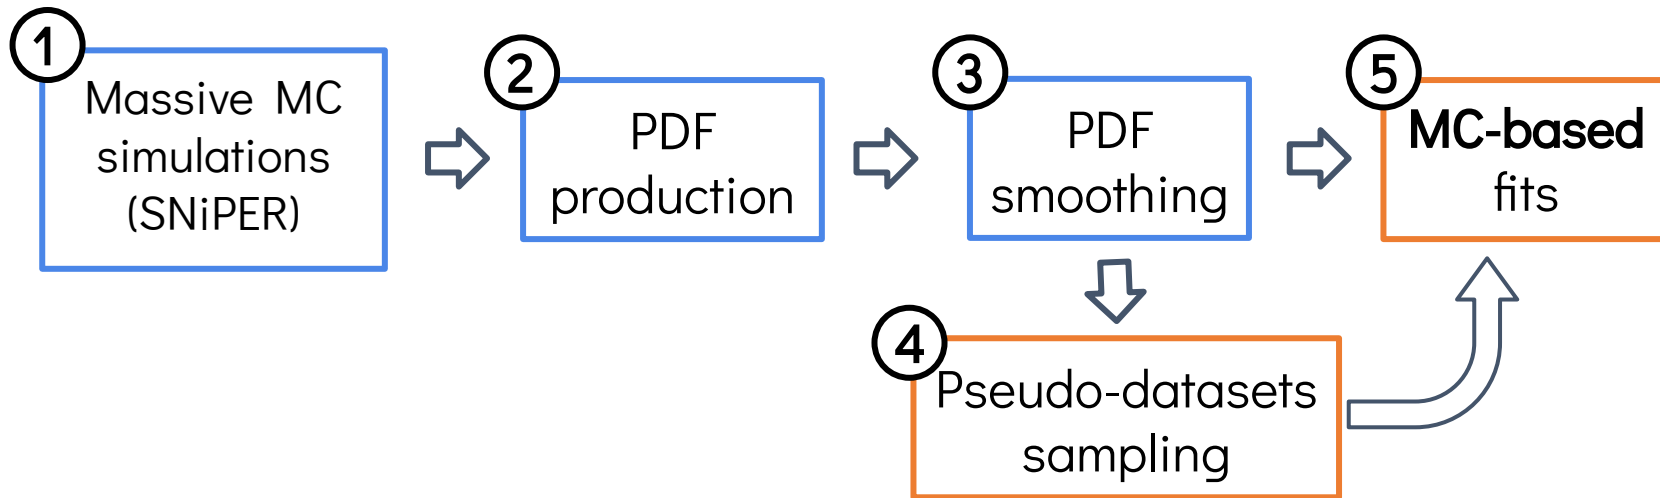 1
Massive MC
simulations
(SNiPER)
2
PDF
production
3
PDF
smoothing
4
Pseudo-datasets
sampling
5
MC-based
fits